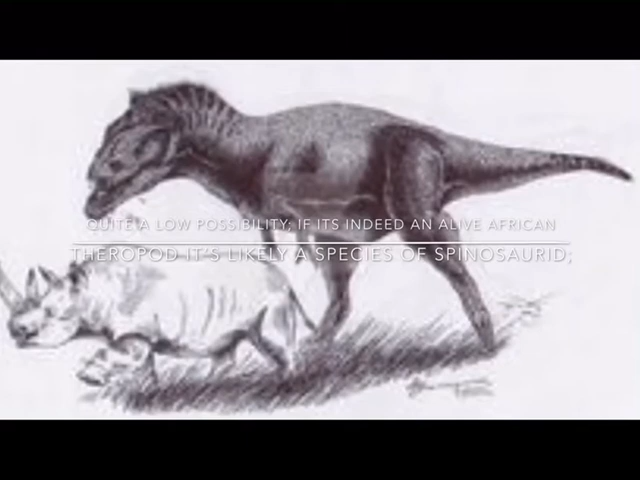 QUITE A LOW POSSIBILITY; IF ITS INDEED AN ALIVE AFRICAN
THEROPOD IT'S LIKELY A SPECIES OF SPINOSAURID;